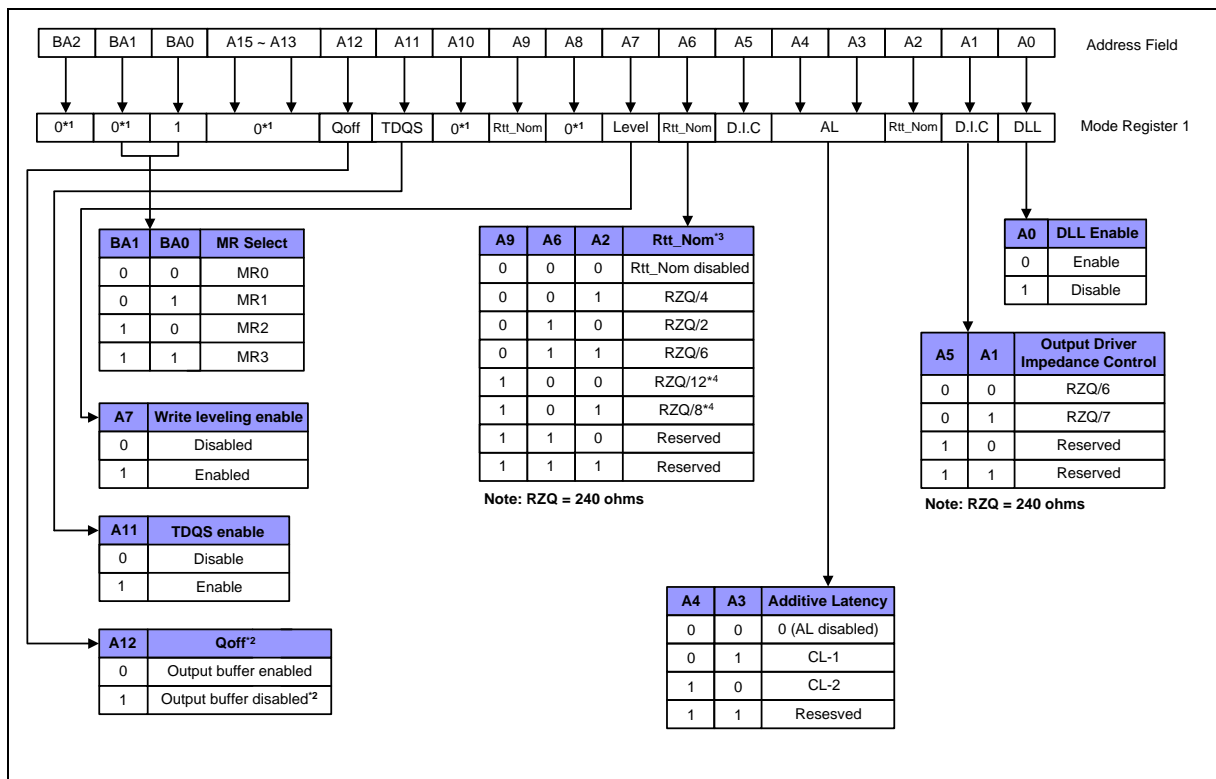 BA2 BA1 BA0 A15 ~ A13 A12 A11 A10 A9 A8 A7 A6 A5 A4 A3 A2 A1 A0 Address Field
0*1 0*1 1 0*1 Qoff TDQS 0*1 Rtt_Nom 0*1 Level Rtt_Nom D.I.C AL Rtt_Nom D.I.C DLL Mode Register 1
BA1 BA0 MR Select
0 0 MR0
0 1 MR1
1 0 MR2
1 1 MR3
A7 Write leveling enable
0 Disabled
1 Enabled
A11 TDQS enable
0 Disable
1 Enable
A12 Qoff*2
0 Output buffer enabled
1 Output buffer disabled*2
A9 A6 A2 Rtt_Nom*3
0 0 0 Rtt_Nom disabled
0 0 1 RZQ/4
0 1 0 RZQ/2
0 1 1 RZQ/6
1 0 0 RZQ/12*4
1 0 1 RZQ/8*4
1 1 0 Reserved
1 1 1 Reserved
Note: RZQ = 240 ohms
A4 A3 Additive Latency
0 0 0 (AL disabled)
0 1 CL-1
1 0 CL-2
1 1 Resesved
A0 DLL Enable
0 Enable
1 Disable
A5 A1 Output Driver
Impedance Control
0 0 RZQ/6
0 1 RZQ/7
1 0 Reserved
1 1 Reserved
Note: RZQ = 240 ohms